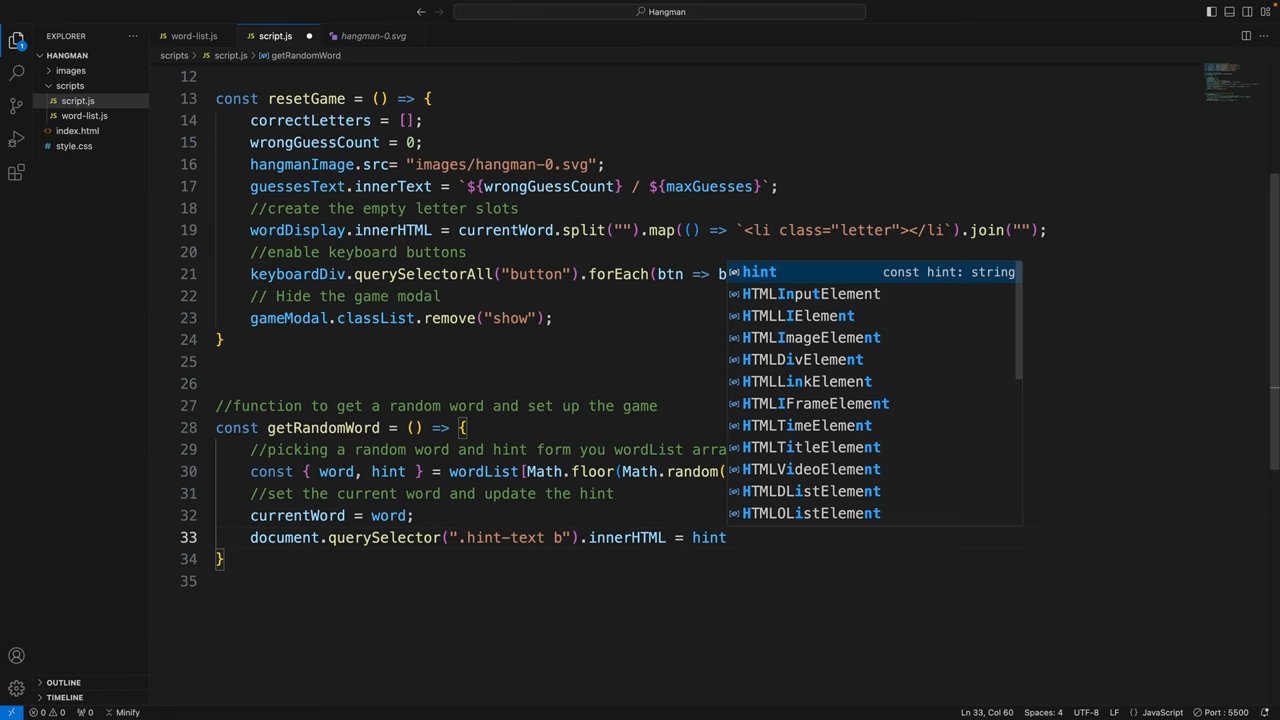 Hangman
EXPLORER
word-list.js
script.js
hangman-0.svg
HANGMAN
scripts
script.js
getRandomWord
images
scripts
script.js
word-list.js
index.html
style.css
12
13 const resetGame = () => {
14 correctLetters = [];
15 wrongGuessCount = 0;
16 hangmanImage.src= "images/hangman-0.svg";
17 guessesText.innerText = `${wrongGuessCount} / ${maxGuesses}`;
18 //create the empty letter slots
19 wordDisplay.innerHTML = currentWord.split("").map(() => `<li class="letter"></li`).join("");
20 //enable keyboard buttons
21 keyboardDiv.querySelectorAll("button").forEach(btn => b
22 // Hide the game modal
23 gameModal.classList.remove("show");
24 }
25
26
27 //function to get a random word and set up the game
28 const getRandomWord = () => {
29 //picking a random word and hint form you wordList arra
30 const { word, hint } = wordList[Math.floor(Math.random(
31 //set the current word and update the hint
32 currentWord = word;
33 document.querySelector(".hint-text b").innerHTML = hint
34 }
35
hint const hint: string
HTMLInputElement
HTMLLIElement
HTMLImageElement
HTMLDivElement
HTMLLinkElement
HTMLIFrameElement
HTMLTimeElement
HTMLTitleElement
HTMLVideoElement
HTMLDListElement
HTMLOListElement
OUTLINE
TIMELINE
0 0 0 Minify Ln 33, Col 60 Spaces: 4 UTF-8 LF {} JavaScript Port : 5500